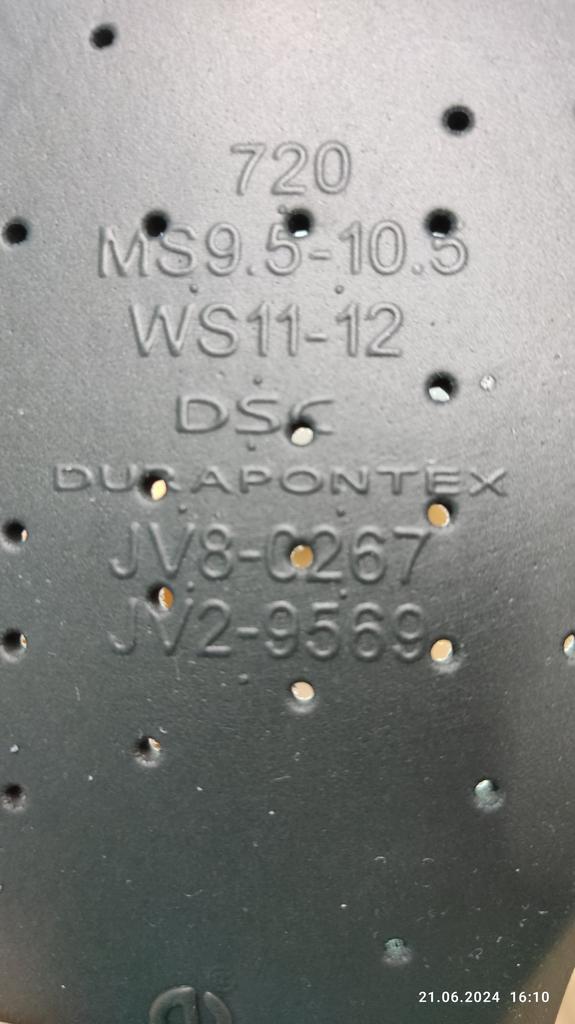 720
MS9.5-10.5
WS11-12
DSC
DURAPONTEX
JV8-0267
JV2-9569
®
21.06.2024 16:10